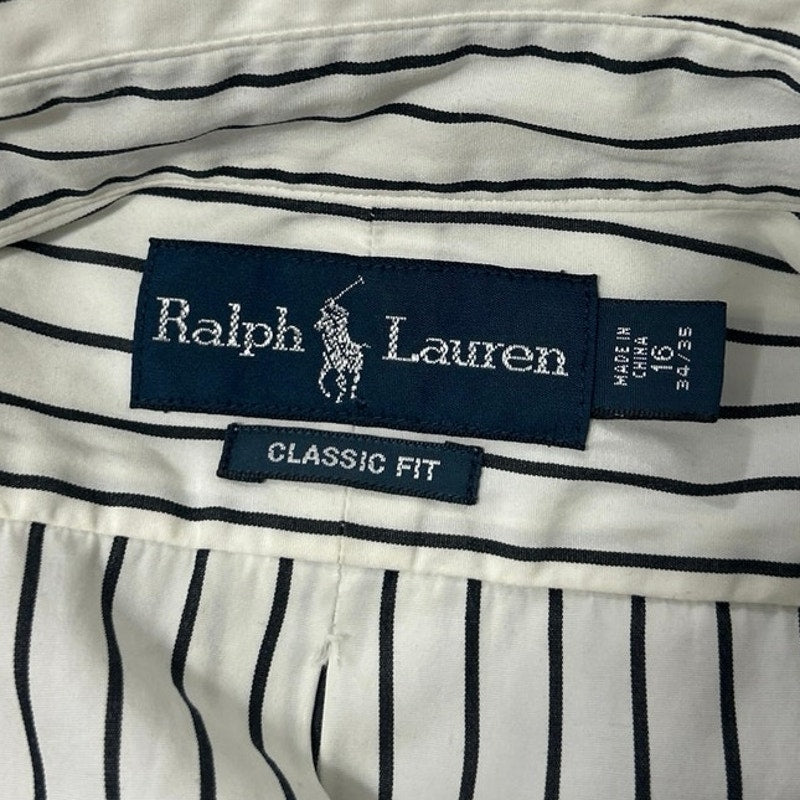 Ralph Lauren
MADE IN
CHINA
16
34/35
CLASSIC FIT